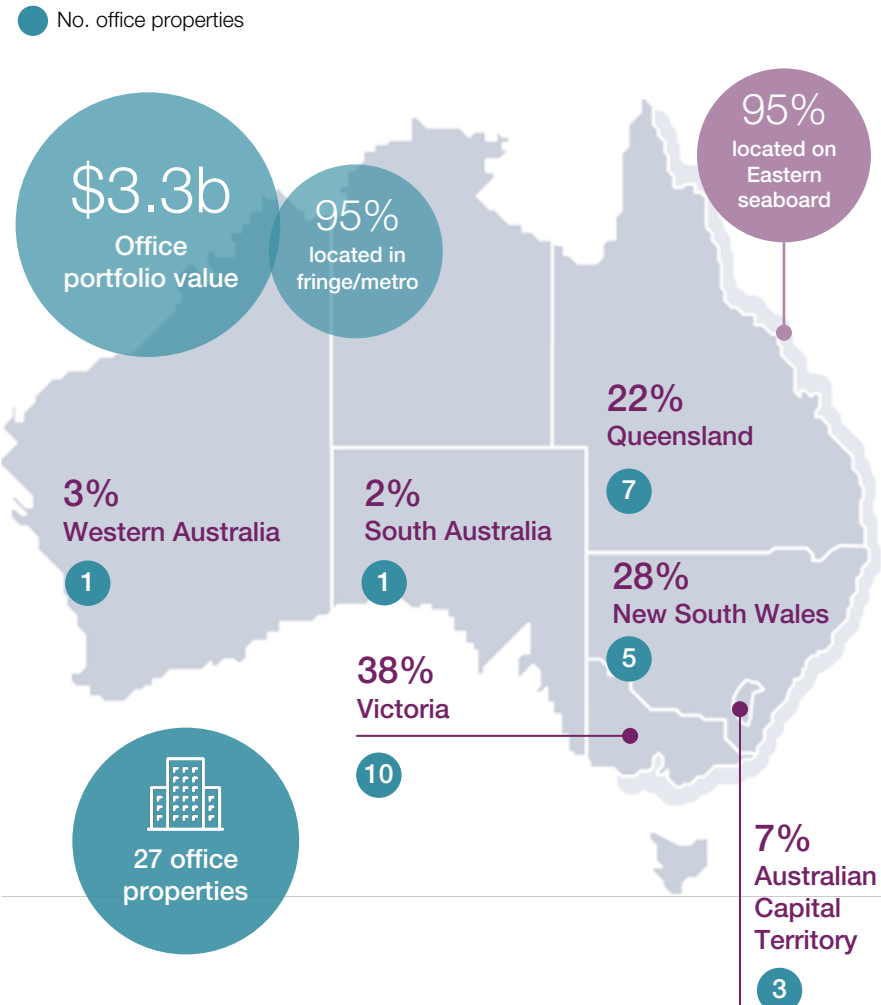 No. office properties
$3.3b
Office
portfolio value
95%
located in
fringe/metro
95%
located on
Eastern
seaboard
22%
Queensland
7
3%
Western Australia
1
2%
South Australia
1
28%
New South Wales
5
38%
Victoria
10
27 office
properties
7%
Australian
Capital
Territory
3